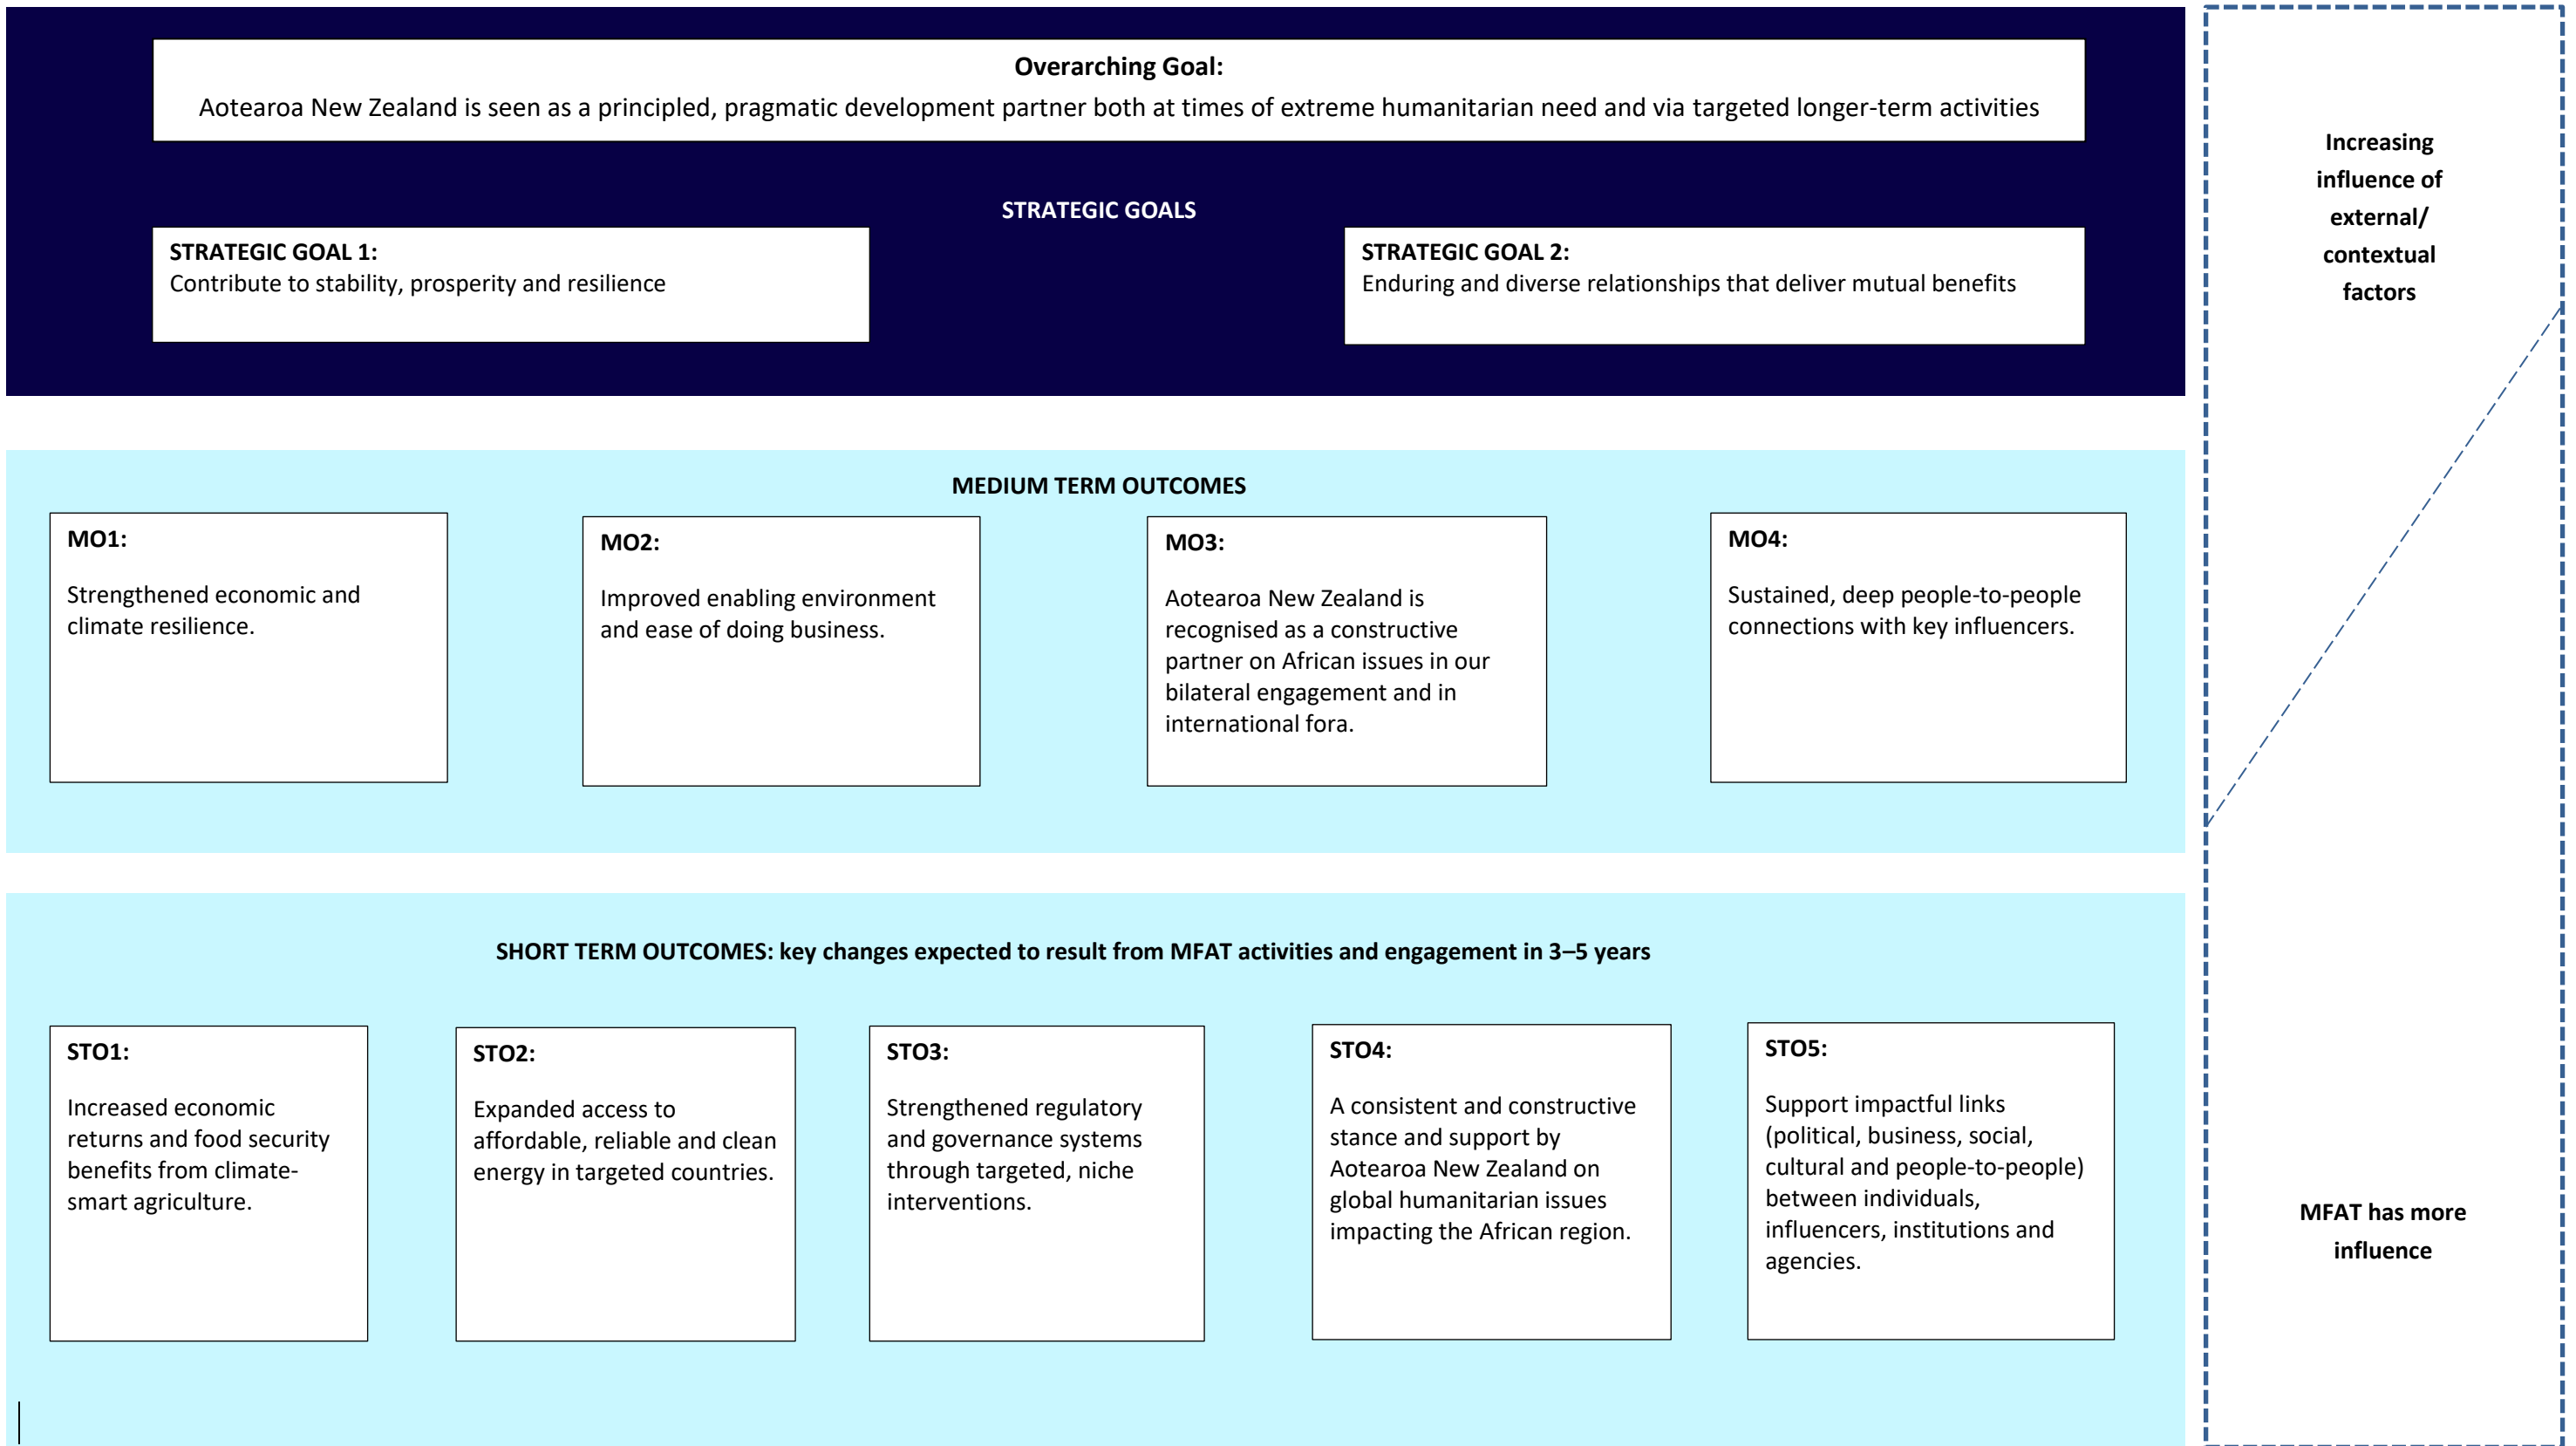 Overarching Goal:
Aotearoa New Zealand is seen as a principled, pragmatic development partner both at times of extreme humanitarian need and via targeted longer-term activities
STRATEGIC GOALS
STRATEGIC GOAL 1:
Contribute to stability, prosperity and resilience
STRATEGIC GOAL 2:
Enduring and diverse relationships that deliver mutual benefits
MEDIUM TERM OUTCOMES
MO1:
Strengthened economic and
climate resilience.
MO2:
Improved enabling environment
and ease of doing business.
MO3:
Aotearoa New Zealand is
recognised as a constructive
partner on African issues in our
bilateral engagement and in
international fora.
MO4:
Sustained, deep people-to-people
connections with key influencers.
SHORT TERM OUTCOMES: key changes expected to result from MFAT activities and engagement in 3–5 years
STO1:
Increased economic
returns and food security
benefits from climate-
smart agriculture.
STO2:
Expanded access to
affordable, reliable and clean
energy in targeted countries.
STO3:
Strengthened regulatory
and governance systems
through targeted, niche
interventions.
STO4:
A consistent and constructive
stance and support by
Aotearoa New Zealand on
global humanitarian issues
impacting the African region.
STO5:
Support impactful links
(political, business, social,
cultural and people-to-people)
between individuals,
influencers, institutions and
agencies.
Increasing
influence of
external/
contextual
factors
MFAT has more
influence